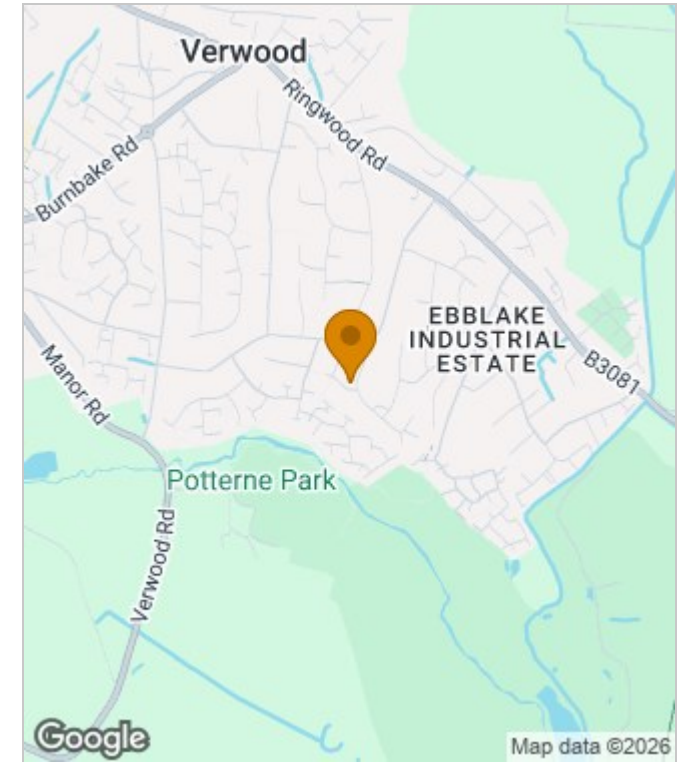 Verwood
Ringwood Rd
Burnbake Rd
EBBLAKE
INDUSTRIAL
ESTATE
B3081
Manor Rd
Potterne Park
Verwood Rd
Google
Map data ©2026